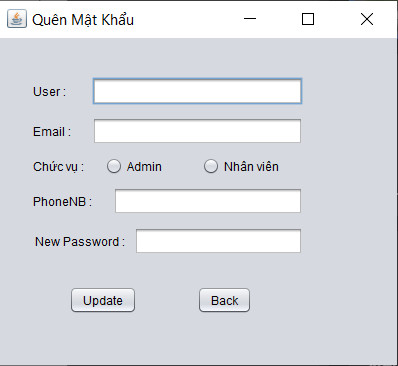 Quên Mật Khẩu
User :
Email :
Chức vụ : Admin Nhân viên
PhoneNB :
New Password :
Update Back